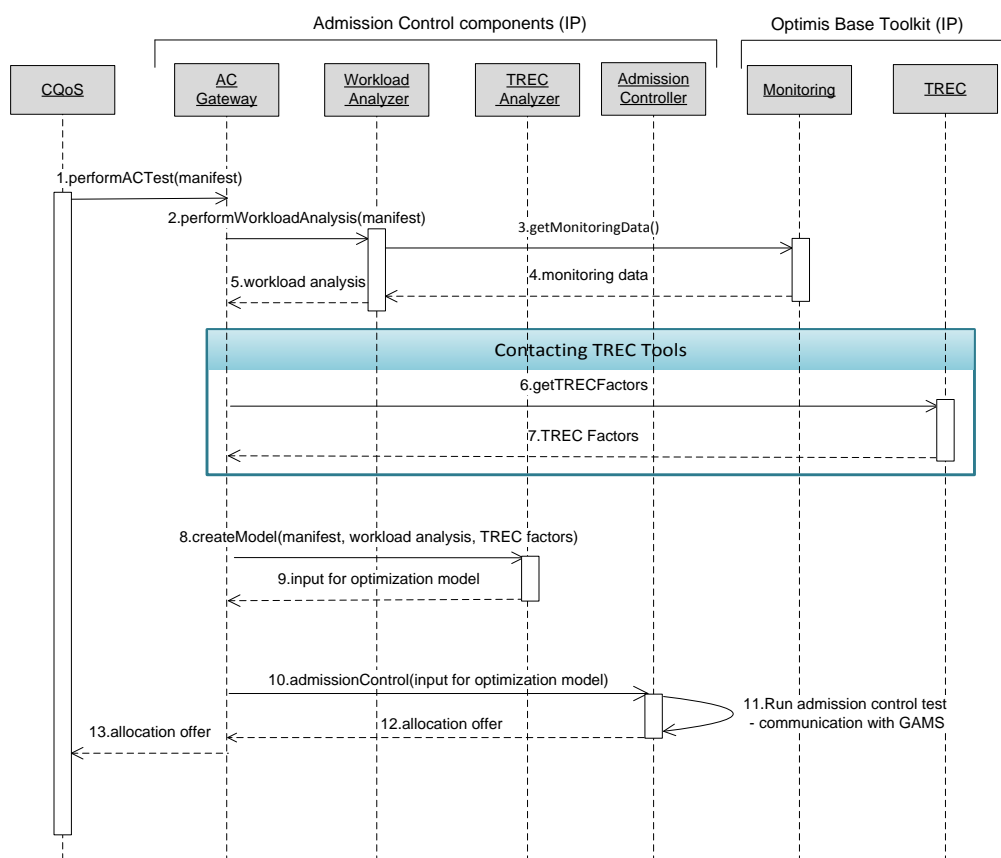 Admission Control components (IP)
Optimis Base Toolkit (IP)
CQoS
AC
Gateway
Workload
Analyzer
TREC
Analyzer
Admission
Controller
Monitoring
TREC
1.performACTest(manifest)
2.performWorkloadAnalysis(manifest)
3.getMonitoringData()
4.monitoring data
5.workload analysis
Contacting TREC Tools
6.getTRECFactors
7.TREC Factors
8.createModel(manifest, workload analysis, TREC factors)
9.input for optimization model
10.admissionControl(input for optimization model)
11.Run admission control test
- communication with GAMS
12.allocation offer
13.allocation offer